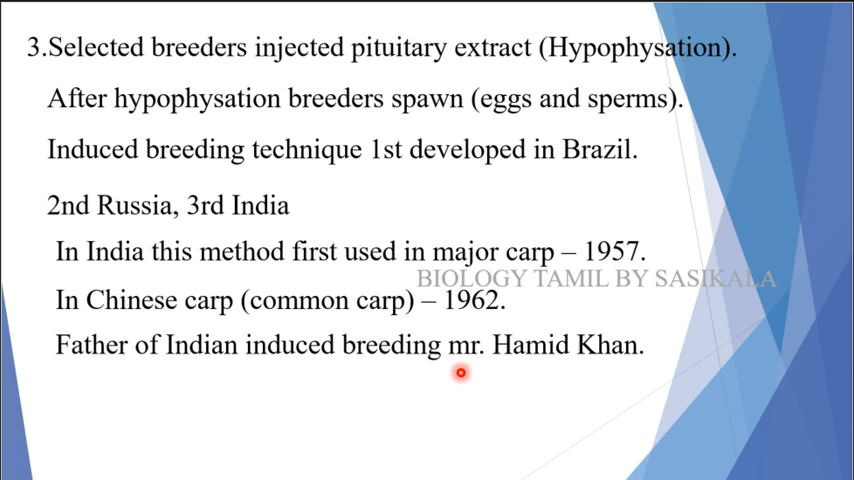 3.Selected breeders injected pituitary extract (Hypophysation).
After hypophysation breeders spawn (eggs and sperms).
Induced breeding technique 1st developed in Brazil.
2nd Russia, 3rd India
In India this method first used in major carp – 1957.
BIOLOGY TAMIL BY SASIKALA
In Chinese carp (common carp) – 1962.
Father of Indian induced breeding mr. Hamid Khan.